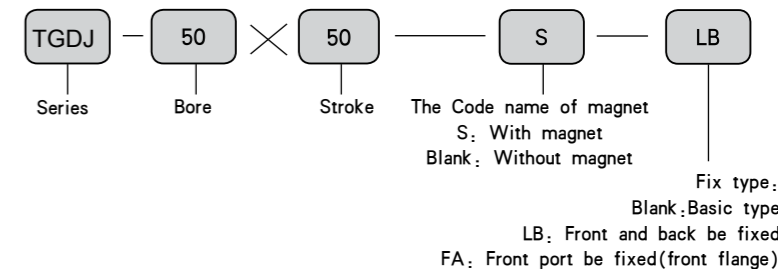 TGDJ — 50 × 50 — S — LB
Series Bore Stroke The Code name of magnet
S: With magnet
Blank: Without magnet
Fix type:
Blank:Basic type
LB: Front and back be fixed
FA: Front port be fixed(front flange)